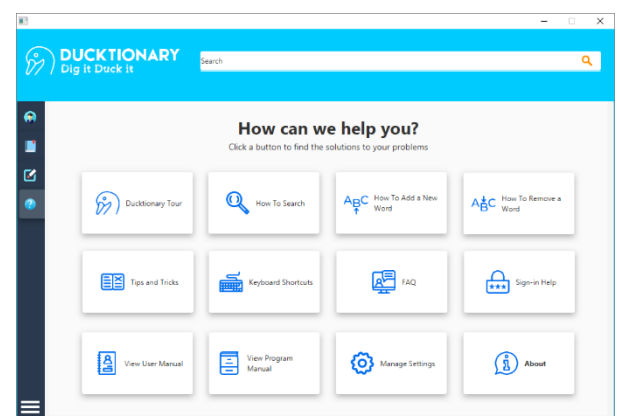 DUCKTIONARY
Dig it Duck it
Search
How can we help you?
Click a button to find the solutions to your problems
Ducktionary Tour
How To Search
ABC
How To Add a New
Word
ABC
How To Remove a
Word
Tips and Tricks
Keyboard Shortcuts
FAQ
Sign-in Help
View User Manual
View Program
Manual
Manage Settings
About